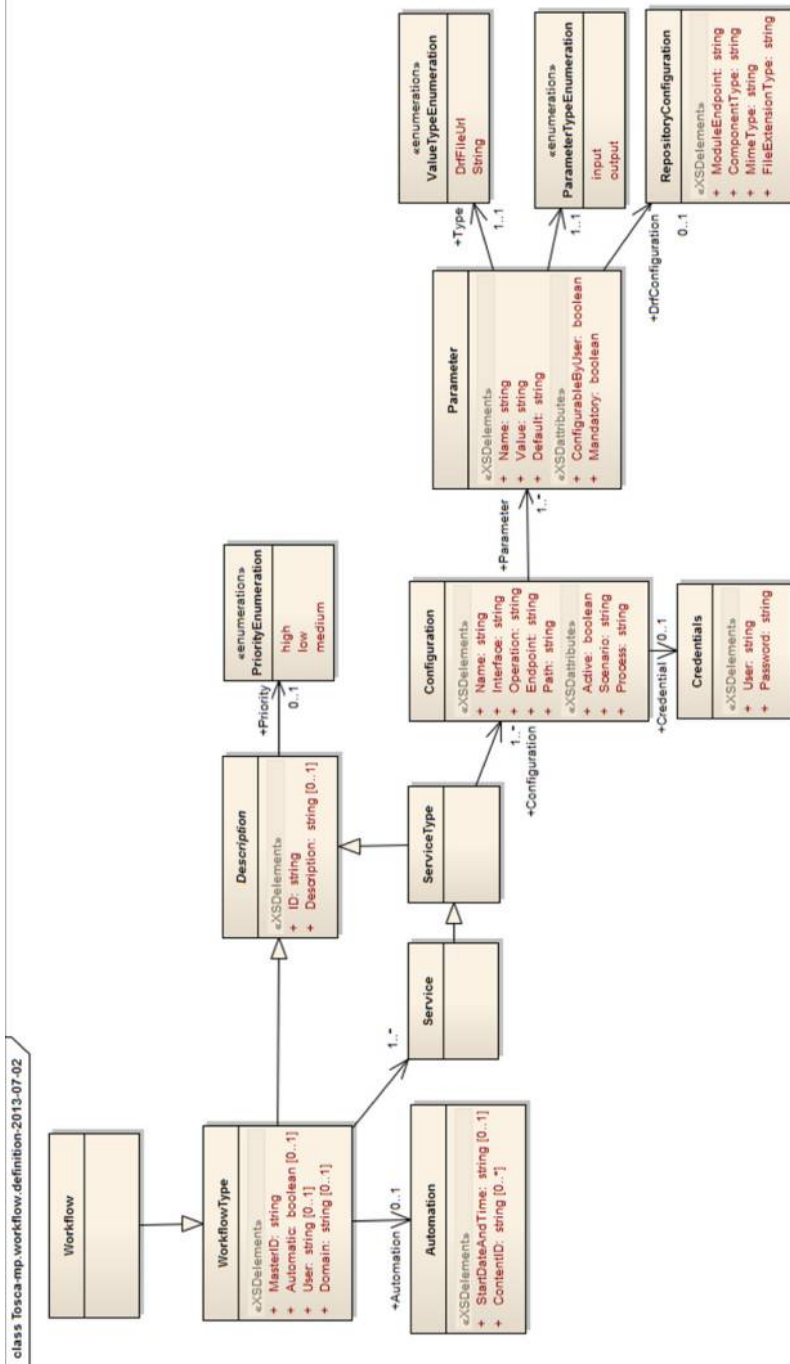 class Tosca-mp.workflow.definition-2013-07-02
Workflow
WorkflowType
«XSDelement»
+ MasterID: string
+ Automatic: boolean [0..1]
+ User: string [0..1]
+ Domain: string [0..1]
+Automation
0..1
Automation
«XSDelement»
+ StartDateAndTime: string [0..1]
+ ContentID: string [0..*]
1..*
Service
ServiceType
Description
«XSDelement»
+ ID: string
+ Description: string [0..1]
+Priority
0..1
«enumeration»
PriorityEnumeration
high
low
medium
+Configuration
1..*
Configuration
«XSDelement»
+ Name: string
+ Interface: string
+ Operation: string
+ Endpoint: string
+ Path: string
«XSDattribute»
+ Active: boolean
+ Scenario: string
+ Process: string
+Credential
0..1
Credentials
«XSDelement»
+ User: string
+ Password: string
+Parameter
1..*
Parameter
«XSDelement»
+ Name: string
+ Value: string
+ Default: string
«XSDattribute»
+ ConfigurableByUser: boolean
+ Mandatory: boolean
+Type
1..1
«enumeration»
ValueTypeEnumeration
DrfFileUrl
String
1..1
«enumeration»
ParameterTypeEnumeration
input
output
+DrfConfiguration
0..1
RepositoryConfiguration
«XSDelement»
+ ModuleEndpoint: string
+ ComponentType: string
+ MimeType: string
+ FileExtensionType: string